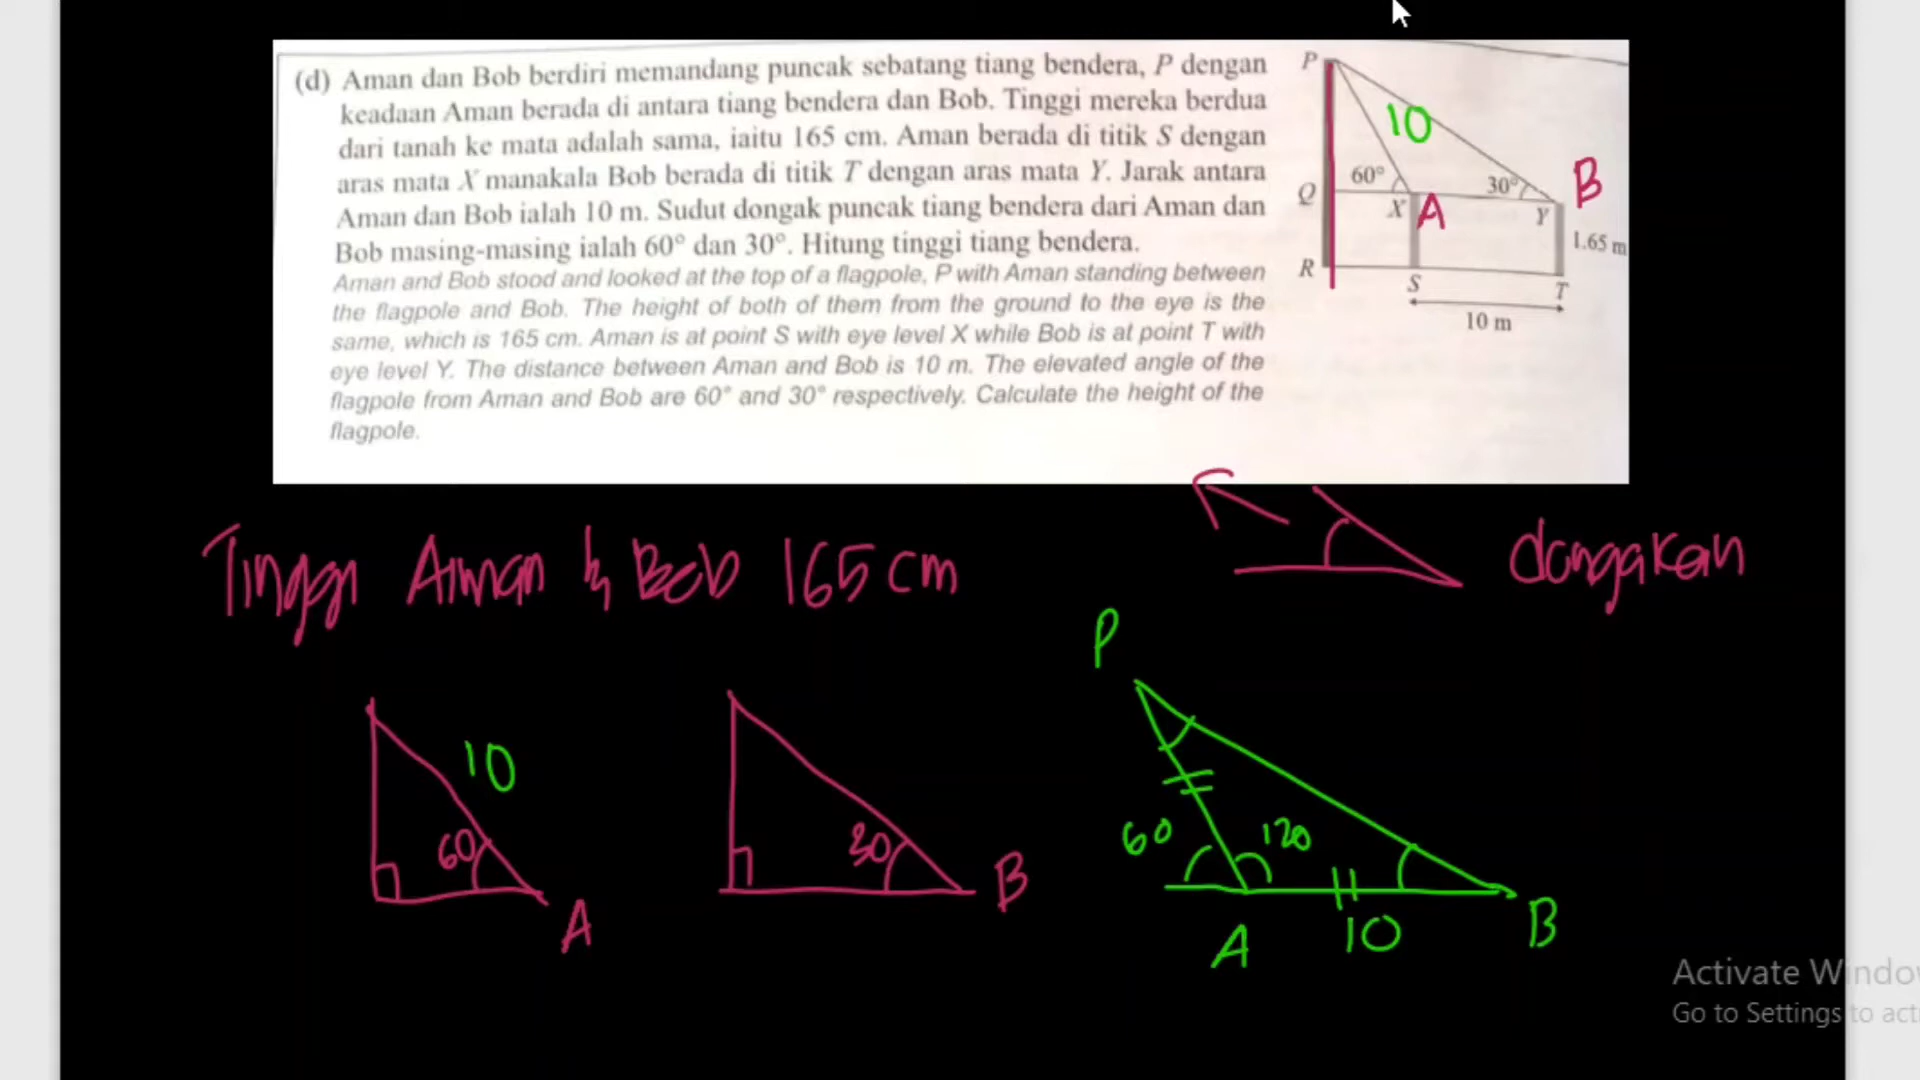 (d) Aman dan Bob berdiri memandang puncak sebatang tiang bendera, P dengan
keadaan Aman berada di antara tiang bendera dan Bob. Tinggi mereka berdua
dari tanah ke mata adalah sama, iaitu 165 cm. Aman berada di titik S dengan
aras mata X manakala Bob berada di titik T dengan aras mata Y. Jarak antara
Aman dan Bob ialah 10 m. Sudut dongak puncak tiang bendera dari Aman dan
Bob masing-masing ialah 60° dan 30°. Hitung tinggi tiang bendera.
Aman and Bob stood and looked at the top of a flagpole, P with Aman standing between
the flagpole and Bob. The height of both of them from the ground to the eye is the
same, which is 165 cm. Aman is at point S with eye level X while Bob is at point T with
eye level Y. The distance between Aman and Bob is 10 m. The elevated angle of the
flagpole from Aman and Bob are 60° and 30° respectively. Calculate the height of the
flagpole.
P
10
60°
30°
B
Q
X
A
Y
1.65 m
R
S
T
10 m
Tinggi Aman & Bob 165 cm
dongakan
P
10
60
A
30
B
60
120
A
10
B
Activate Window
Go to Settings to acti